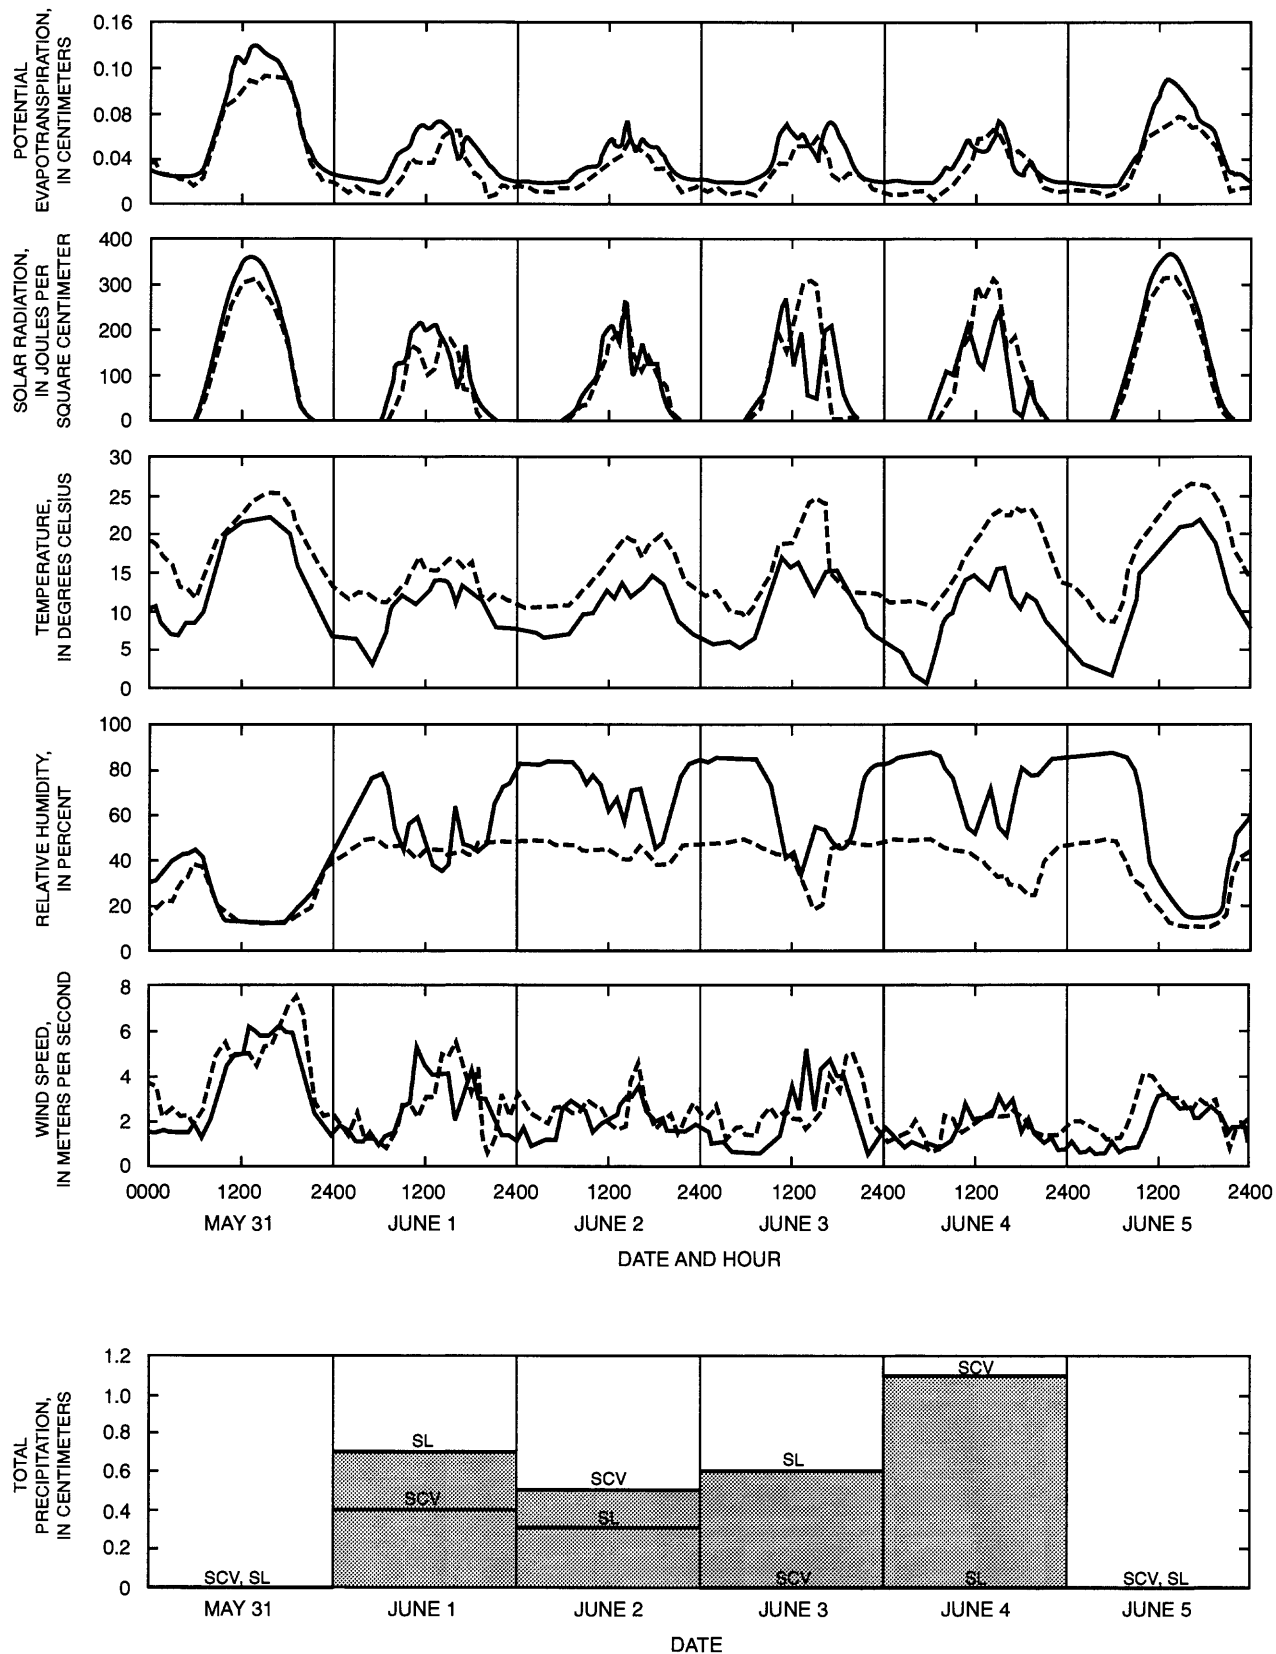 POTENTIAL
EVAPOTRANSPIRATION,
IN CENTIMETERS
0.16
0.10
0.08
0.04
0
SOLAR RADIATION,
IN JOULES PER
SQUARE CENTIMETER
400
300
200
100
0
TEMPERATURE,
IN DEGREES CELSIUS
30
25
20
15
10
5
0
RELATIVE HUMIDITY,
IN PERCENT
100
80
60
40
20
0
WIND SPEED,
IN METERS PER SECOND
8
6
4
2
0
0000 1200 2400 1200 2400 1200 2400 1200 2400 1200 2400 1200 2400
MAY 31 JUNE 1 JUNE 2 JUNE 3 JUNE 4 JUNE 5
DATE AND HOUR
TOTAL
PRECIPITATION,
IN CENTIMETERS
1.2
1.0
0.8
0.6
0.4
0.2
0
SCV, SL
SL
SCV
SCV
SL
SL
SCV
SCV
SL
SCV, SL
MAY 31 JUNE 1 JUNE 2 JUNE 3 JUNE 4 JUNE 5
DATE